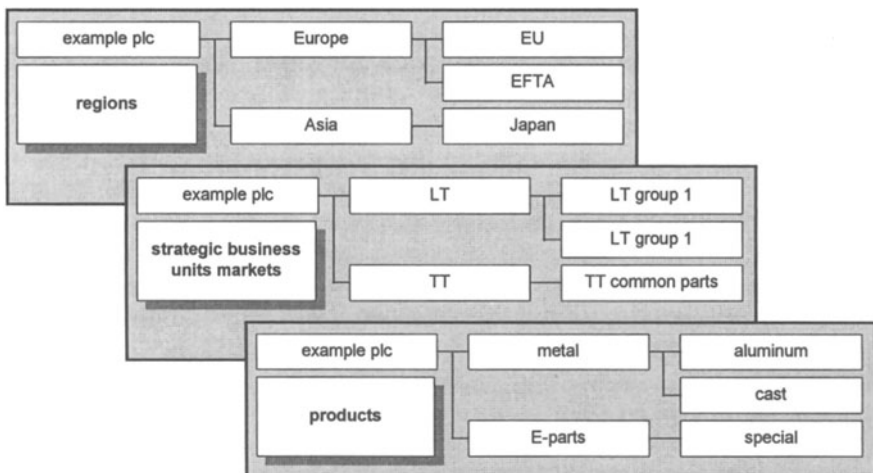 example plc
Europe
EU
EFTA
regions
Asia
Japan
example plc
LT
LT group 1
strategic business
units markets
LT group 1
TT
TT common parts
example plc
metal
aluminum
products
cast
E-parts
special